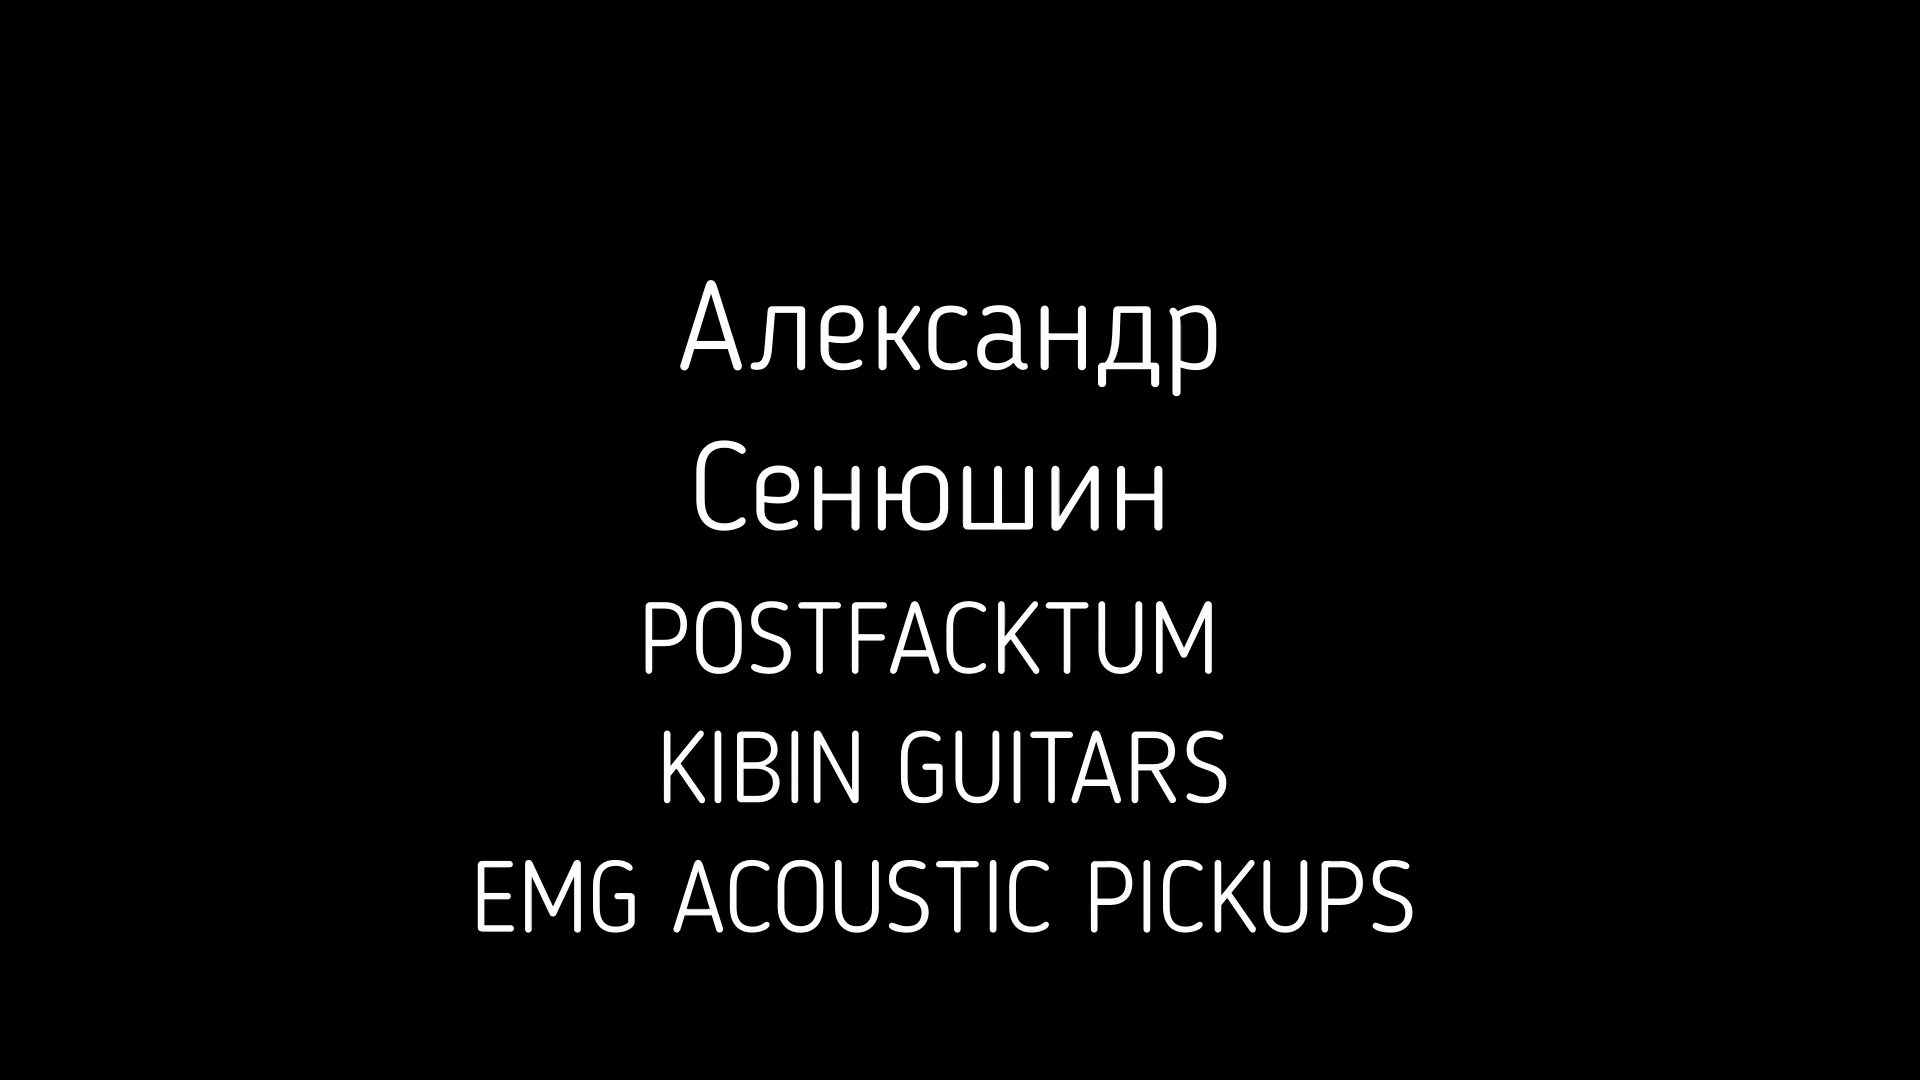 Александр
Сенюшин
POSTFACKTUM
KIBIN GUITARS
EMG ACOUSTIC PICKUPS